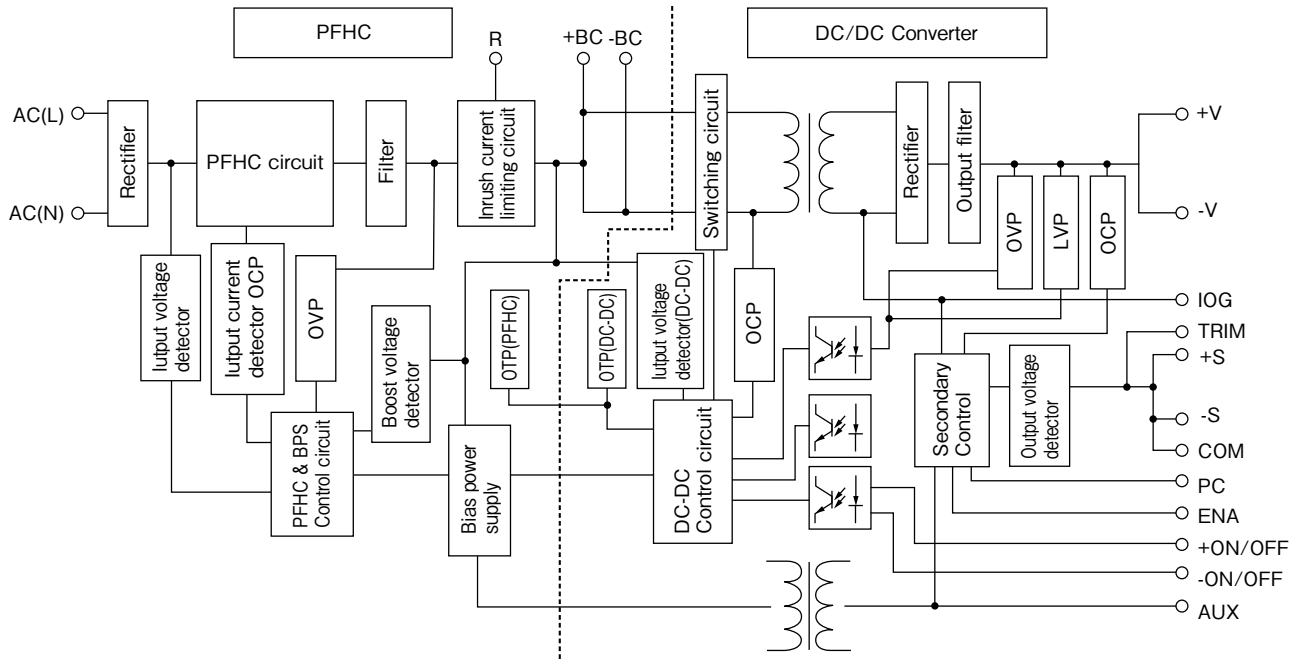 PFHC
DC/DC Converter
R
+BC
-BC
AC(L)
AC(N)
Rectifier
PFHC circuit
Filter
Inrush current
limiting circuit
Switching circuit
Rectifier
Output filter
+V
-V
OVP
LVP
OCP
Iutput voltage
detector
Iutput current
detector OCP
OVP
Boost voltage
detector
OTP(PFHC)
OTP(DC-DC)
Iutput voltage
detector(DC-DC)
OCP
IOG
TRIM
+S
-S
COM
PC
ENA
+ON/OFF
-ON/OFF
AUX
PFHC & BPS
Control circuit
Bias power
supply
DC-DC
Control circuit
Secondary
Control
Output voltage
detector